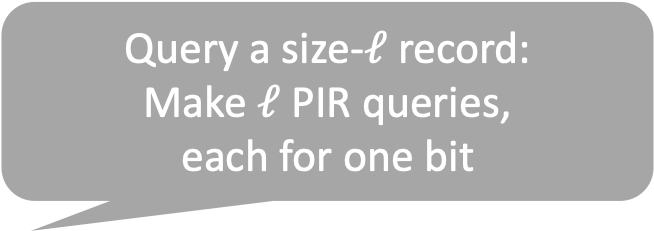 Query a size-ℓ record:
Make ℓ PIR queries,
each for one bit